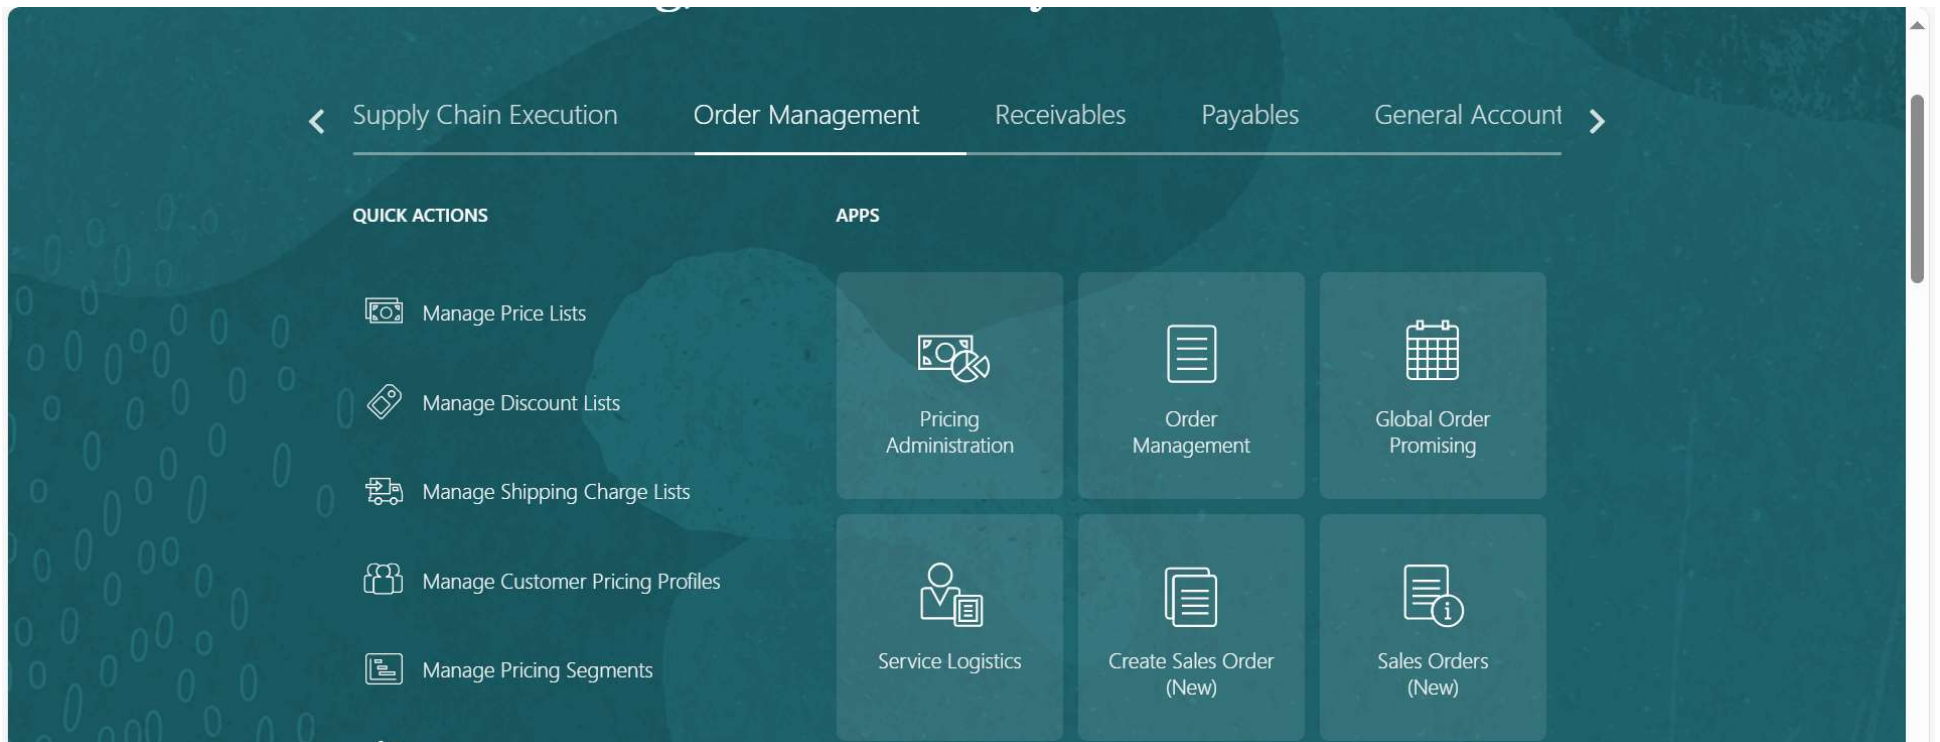 Supply Chain Execution
Order Management
Receivables
Payables
General Account
QUICK ACTIONS
Manage Price Lists
Manage Discount Lists
Manage Shipping Charge Lists
Manage Customer Pricing Profiles
Manage Pricing Segments
APPS
Pricing
Administration
Order
Management
Global Order
Promising
Service Logistics
Create Sales Order
(New)
Sales Orders
(New)